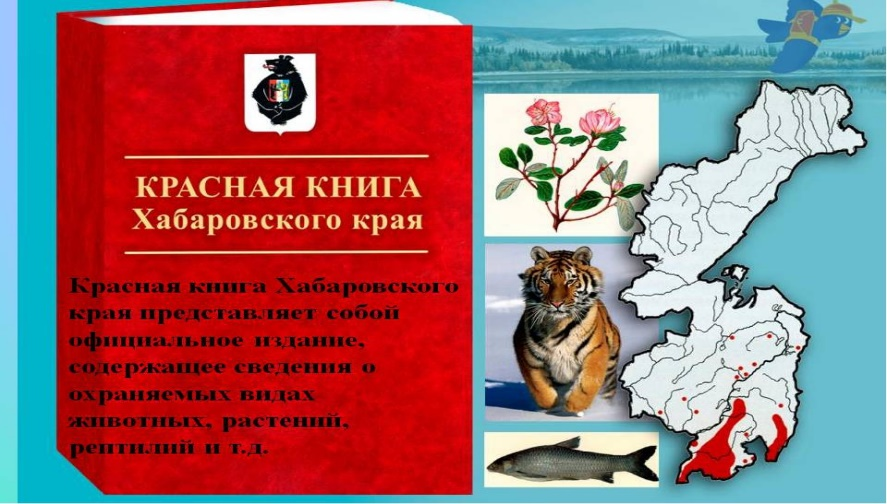 КРАСНАЯ КНИГА
Хабаровского края
Красная книга Хабаровского
края представляет собой
официальное издание,
содержащее сведения о
охраняемых видах
животных, растений,
рептилий и т.д.